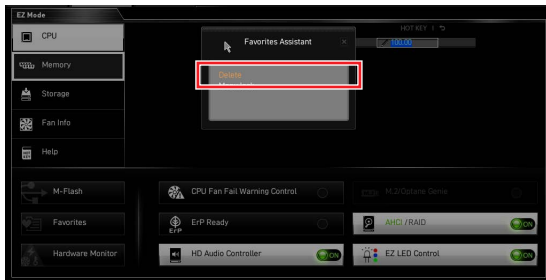 EZ Mode
CPU
Memory
Storage
Fan Info
Help
Favorites Assistant
Delete
HOT KEY
100.00
M-Flash
Favorites
Hardware Monitor
CPU Fan Fail Warning Control
ErP
ErP Ready
HD Audio Controller
ON
M.2/Optane Genie
AHCI / RAID
ON
EZ LED Control
ON